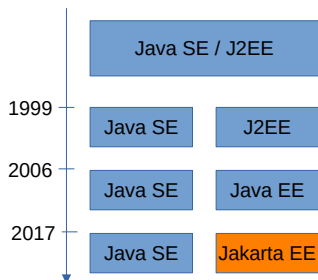 Java SE / J2EE
1999
Java SE J2EE
2006
Java SE Java EE
2017
Java SE Jakarta EE